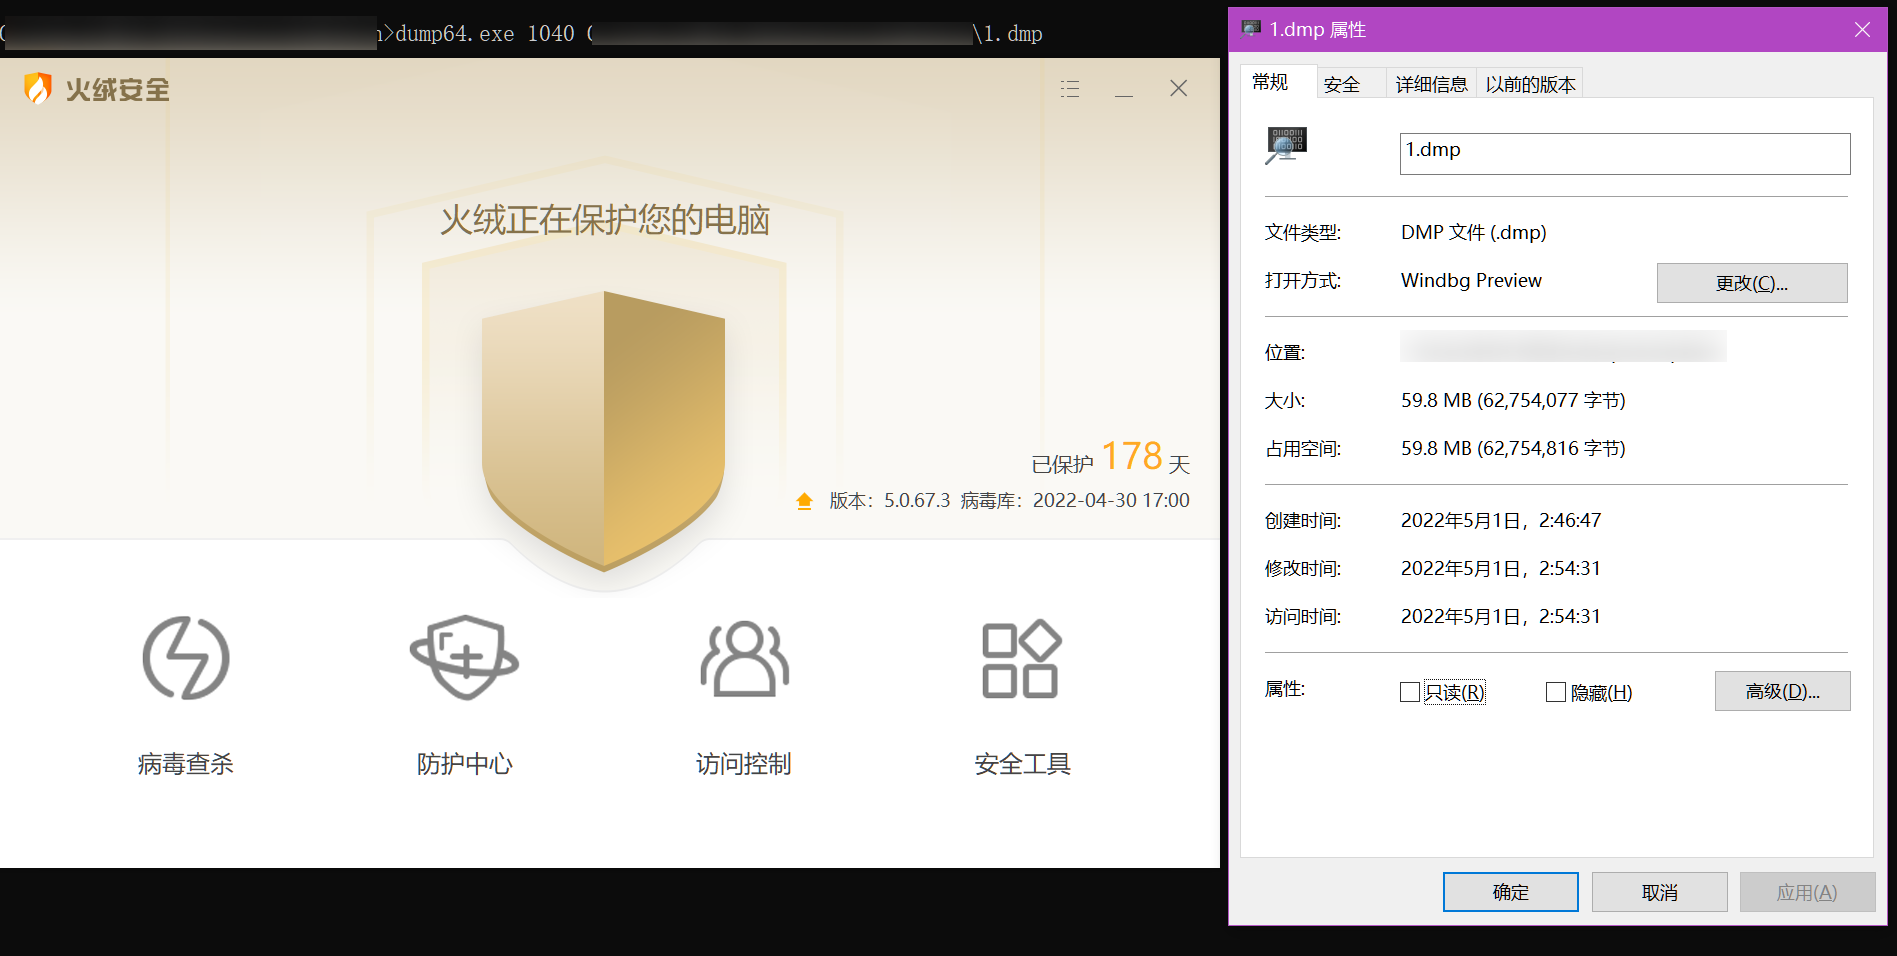 >dump64.exe 1040 \1.dmp
火绒安全
火绒正在保护您的电脑
已保护 178 天
版本：5.0.67.3 病毒库：2022-04-30 17:00
病毒查杀
防护中心
访问控制
安全工具
1.dmp 属性
常规
安全
详细信息
以前的版本
1.dmp
文件类型: DMP 文件 (.dmp)
打开方式: Windbg Preview
更改(C)...
位置:
大小: 59.8 MB (62,754,077 字节)
占用空间: 59.8 MB (62,754,816 字节)
创建时间: 2022年5月1日，2:46:47
修改时间: 2022年5月1日，2:54:31
访问时间: 2022年5月1日，2:54:31
属性: 只读(R) 隐藏(H) 高级(D)...
确定 取消 应用(A)